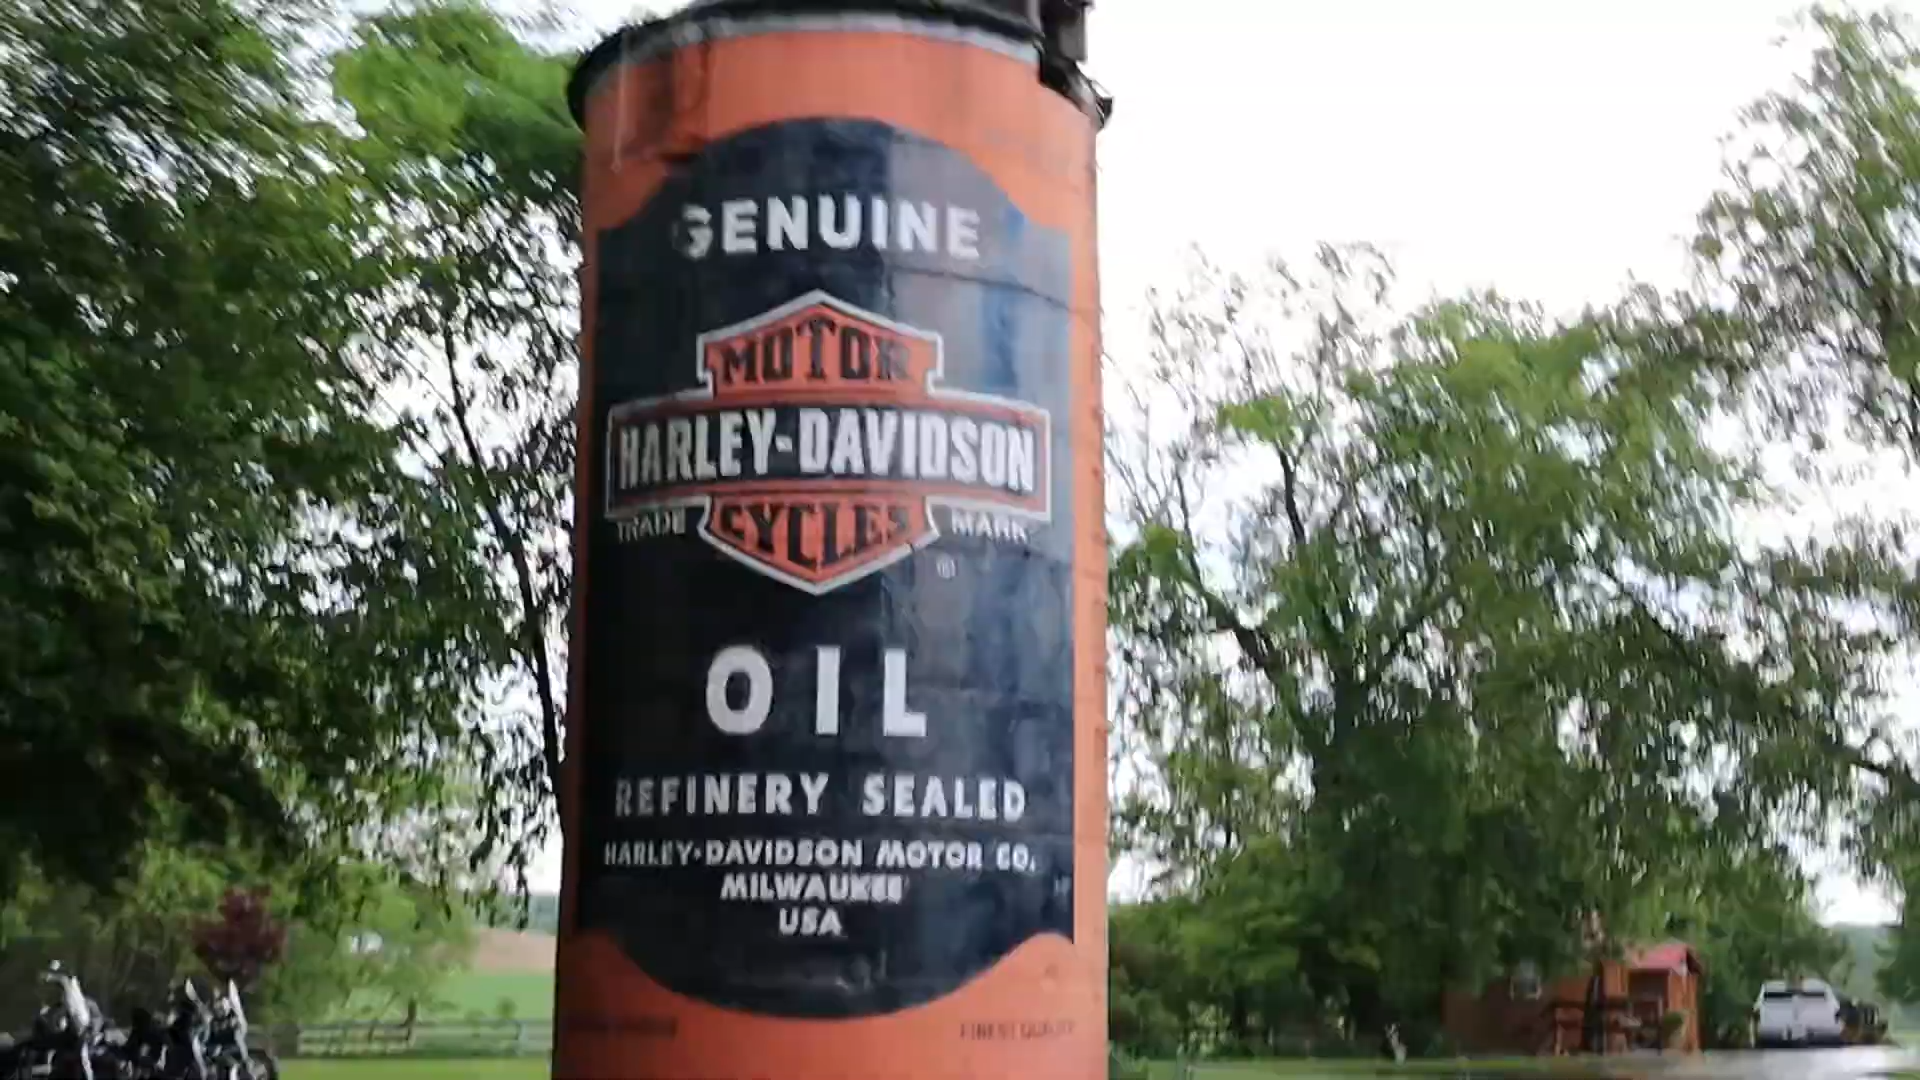 GENUINE
MOTOR
HARLEY-DAVIDSON
TRADE CYCLES MARK
®
OIL
REFINERY SEALED
HARLEY-DAVIDSON MOTOR CO.
MILWAUKEE
USA
FINEST QUALITY